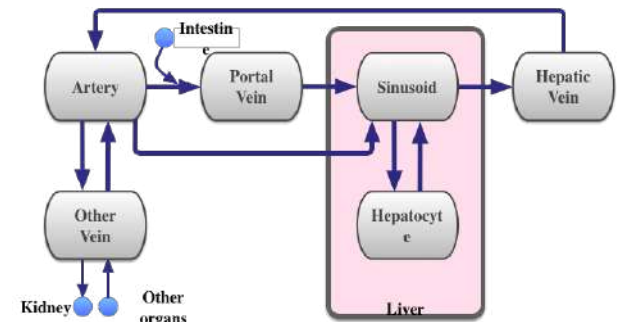 Intestin
e
Artery
Portal
Vein
Sinusoid
Hepatic
Vein
Other
Vein
Hepatocyt
e
Kidney
Other
organs
Liver